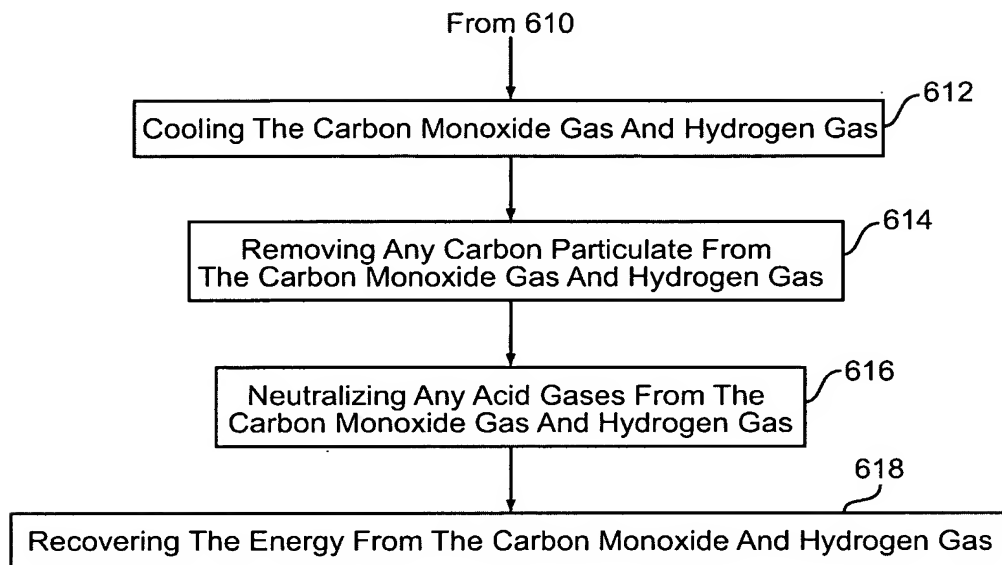 From 610
612
Cooling The Carbon Monoxide Gas And Hydrogen Gas
614
Removing Any Carbon Particulate From
The Carbon Monoxide Gas And Hydrogen Gas
616
Neutralizing Any Acid Gases From The
Carbon Monoxide Gas And Hydrogen Gas
618
Recovering The Energy From The Carbon Monoxide And Hydrogen Gas